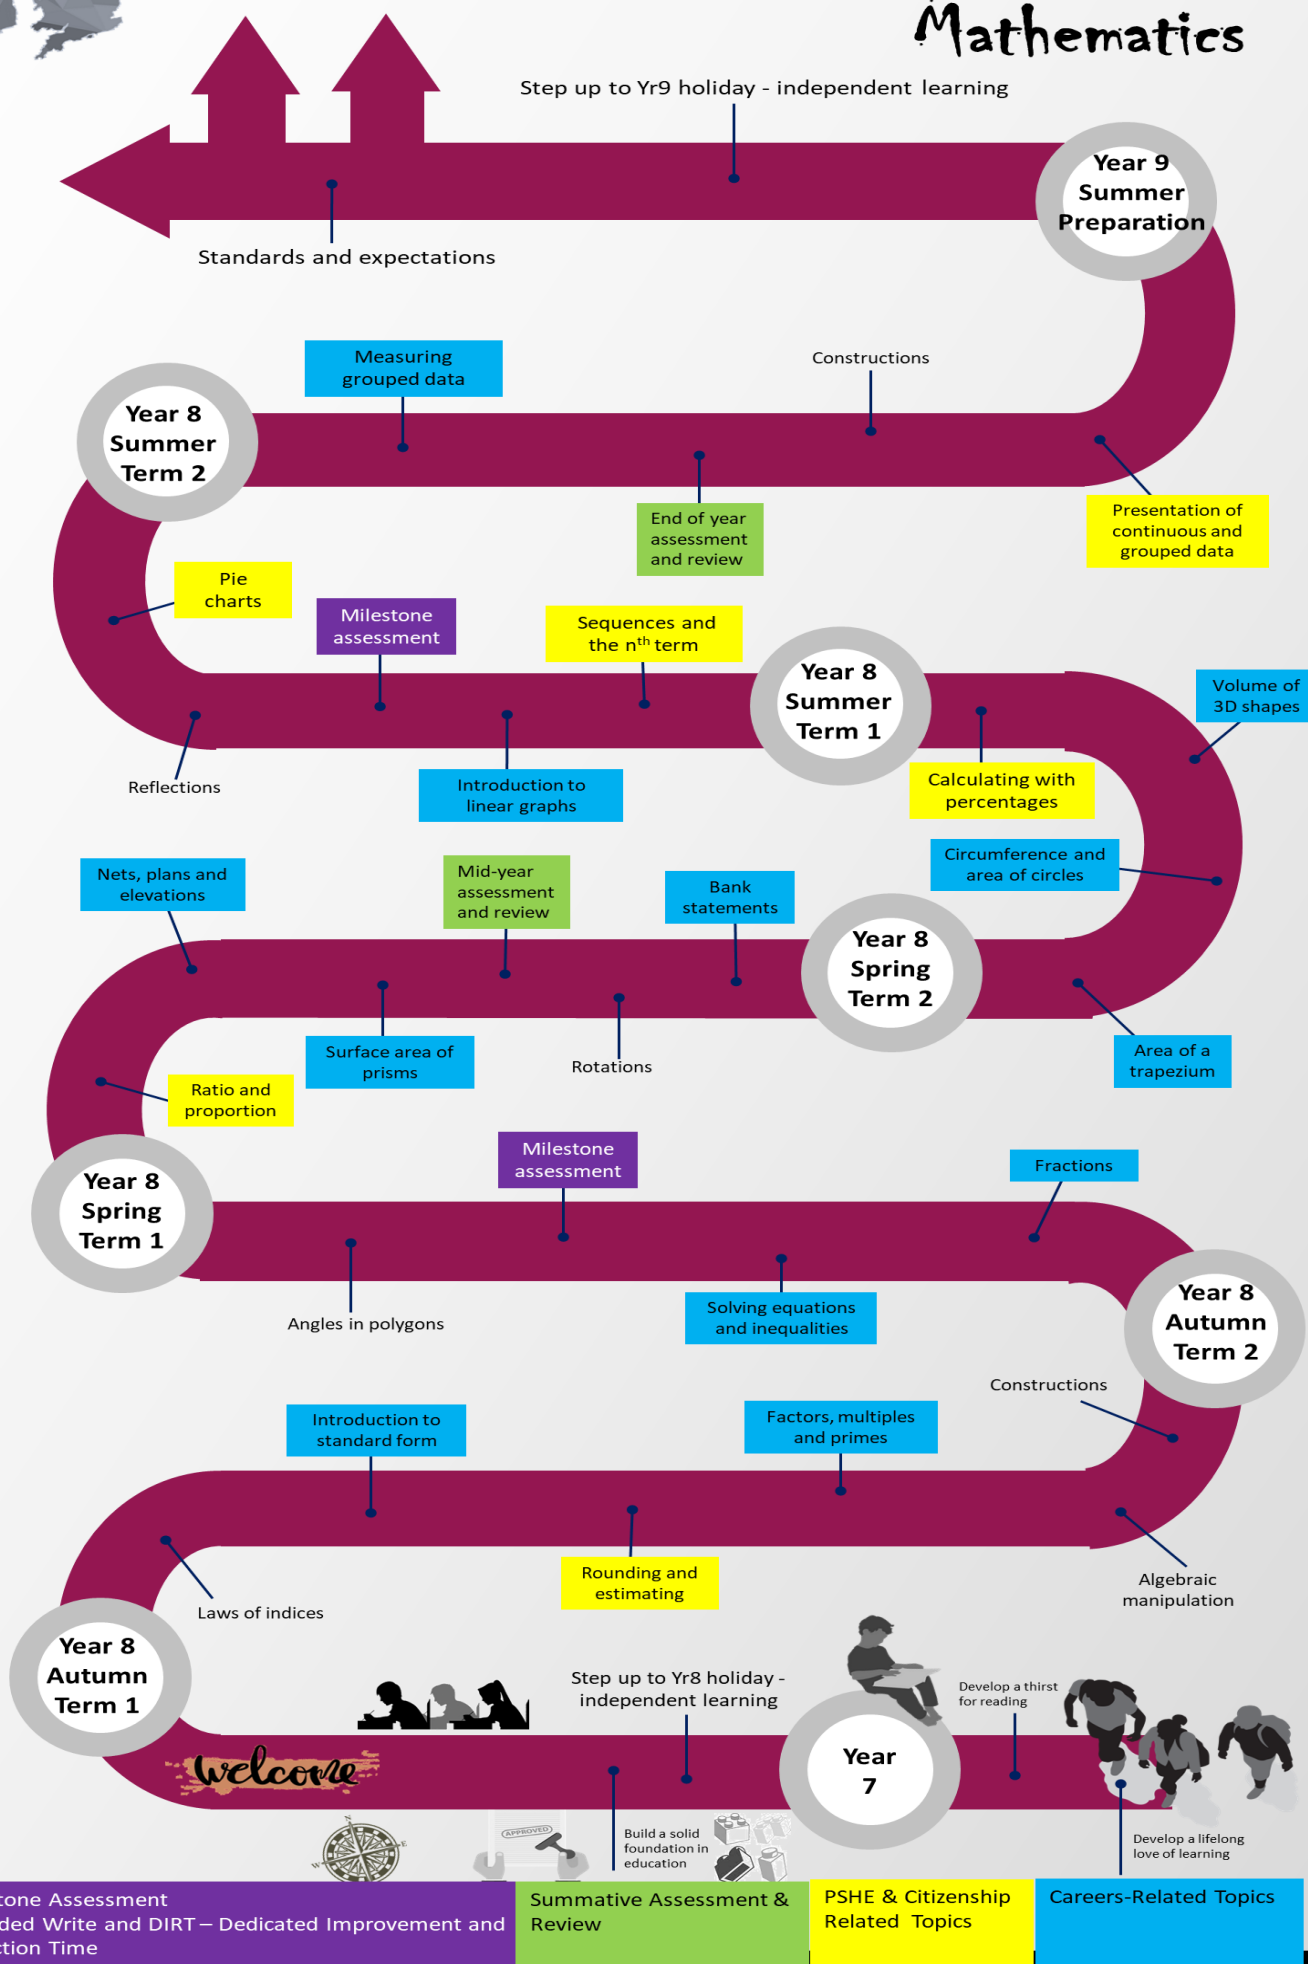 Mathematics
Step up to Yr9 holiday - independent learning
Year 9
Summer
Preparation
Standards and expectations
Measuring
grouped data
Constructions
Year 8
Summer
Term 2
End of year
assessment
and review
Presentation of
continuous and
grouped data
Pie
charts
Milestone
assessment
Sequences and
the nth term
Year 8
Summer
Term 1
Volume of
3D shapes
Reflections
Introduction to
linear graphs
Calculating with
percentages
Nets, plans and
elevations
Mid-year
assessment
and review
Bank
statements
Circumference and
area of circles
Year 8
Spring
Term 2
Surface area of
prisms
Rotations
Area of a
trapezium
Ratio and
proportion
Year 8
Spring
Term 1
Milestone
assessment
Fractions
Angles in polygons
Solving equations
and inequalities
Year 8
Autumn
Term 2
Constructions
Introduction to
standard form
Factors, multiples
and primes
Laws of indices
Rounding and
estimating
Algebraic
manipulation
Year 8
Autumn
Term 1
Step up to Yr8 holiday -
independent learning
Develop a thirst
for reading
welcome
Year
7
N
E
W
APPROVED
Build a solid
foundation in
education
Develop a lifelong
love of learning
tone Assessment
ded Write and DIRT – Dedicated Improvement and
ction Time
Summative Assessment &
Review
PSHE & Citizenship
Related Topics
Careers-Related Topics